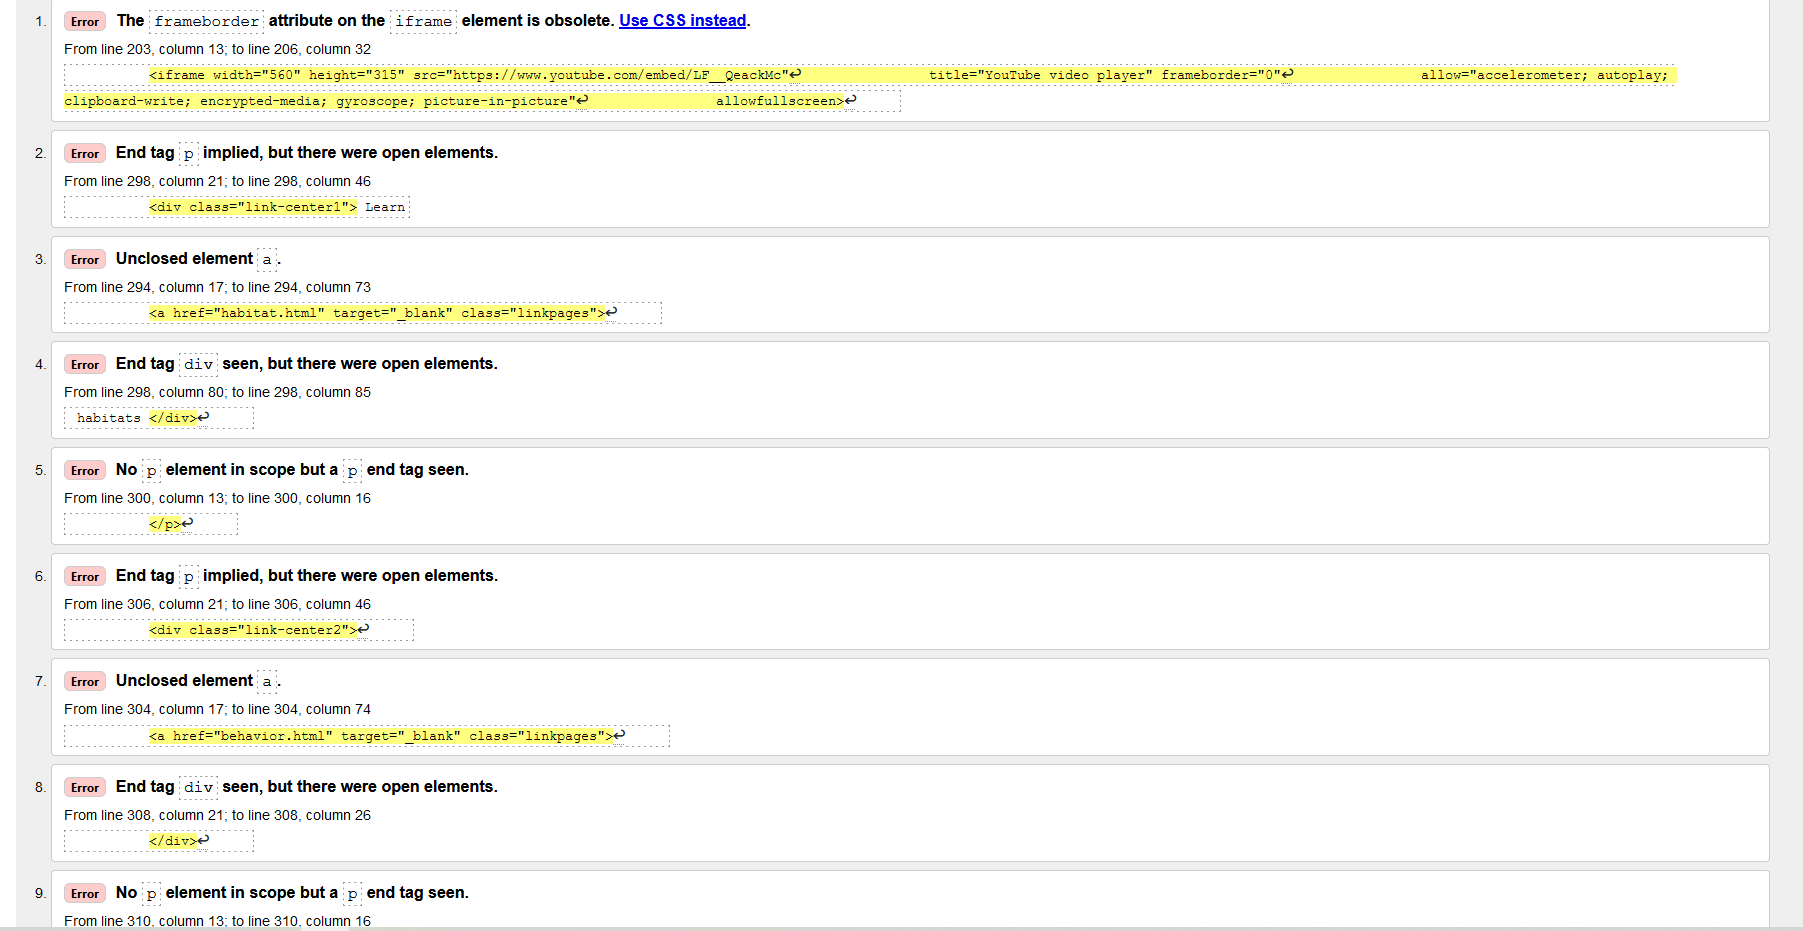 1. Error The frameborder attribute on the iframe element is obsolete. Use CSS instead.
From line 203, column 13; to line 206, column 32
<iframe width="560" height="315" src="https://www.youtube.com/embed/LF__QeackMc"↩ title="YouTube video player" frameborder="0"↩ allow="accelerometer; autoplay;
clipboard-write; encrypted-media; gyroscope; picture-in-picture"↩ allowfullscreen>↩
2. Error End tag p implied, but there were open elements.
From line 298, column 21; to line 298, column 46
<div class="link-center1"> Learn
3. Error Unclosed element a.
From line 294, column 17; to line 294, column 73
<a href="habitat.html" target="_blank" class="linkpages">↩
4. Error End tag div seen, but there were open elements.
From line 298, column 80; to line 298, column 85
habitats </div>↩
5. Error No p element in scope but a p end tag seen.
From line 300, column 13; to line 300, column 16
</p>↩
6. Error End tag p implied, but there were open elements.
From line 306, column 21; to line 306, column 46
<div class="link-center2">↩
7. Error Unclosed element a.
From line 304, column 17; to line 304, column 74
<a href="behavior.html" target="_blank" class="linkpages">↩
8. Error End tag div seen, but there were open elements.
From line 308, column 21; to line 308, column 26
</div>↩
9. Error No p element in scope but a p end tag seen.
From line 310, column 13; to line 310, column 16